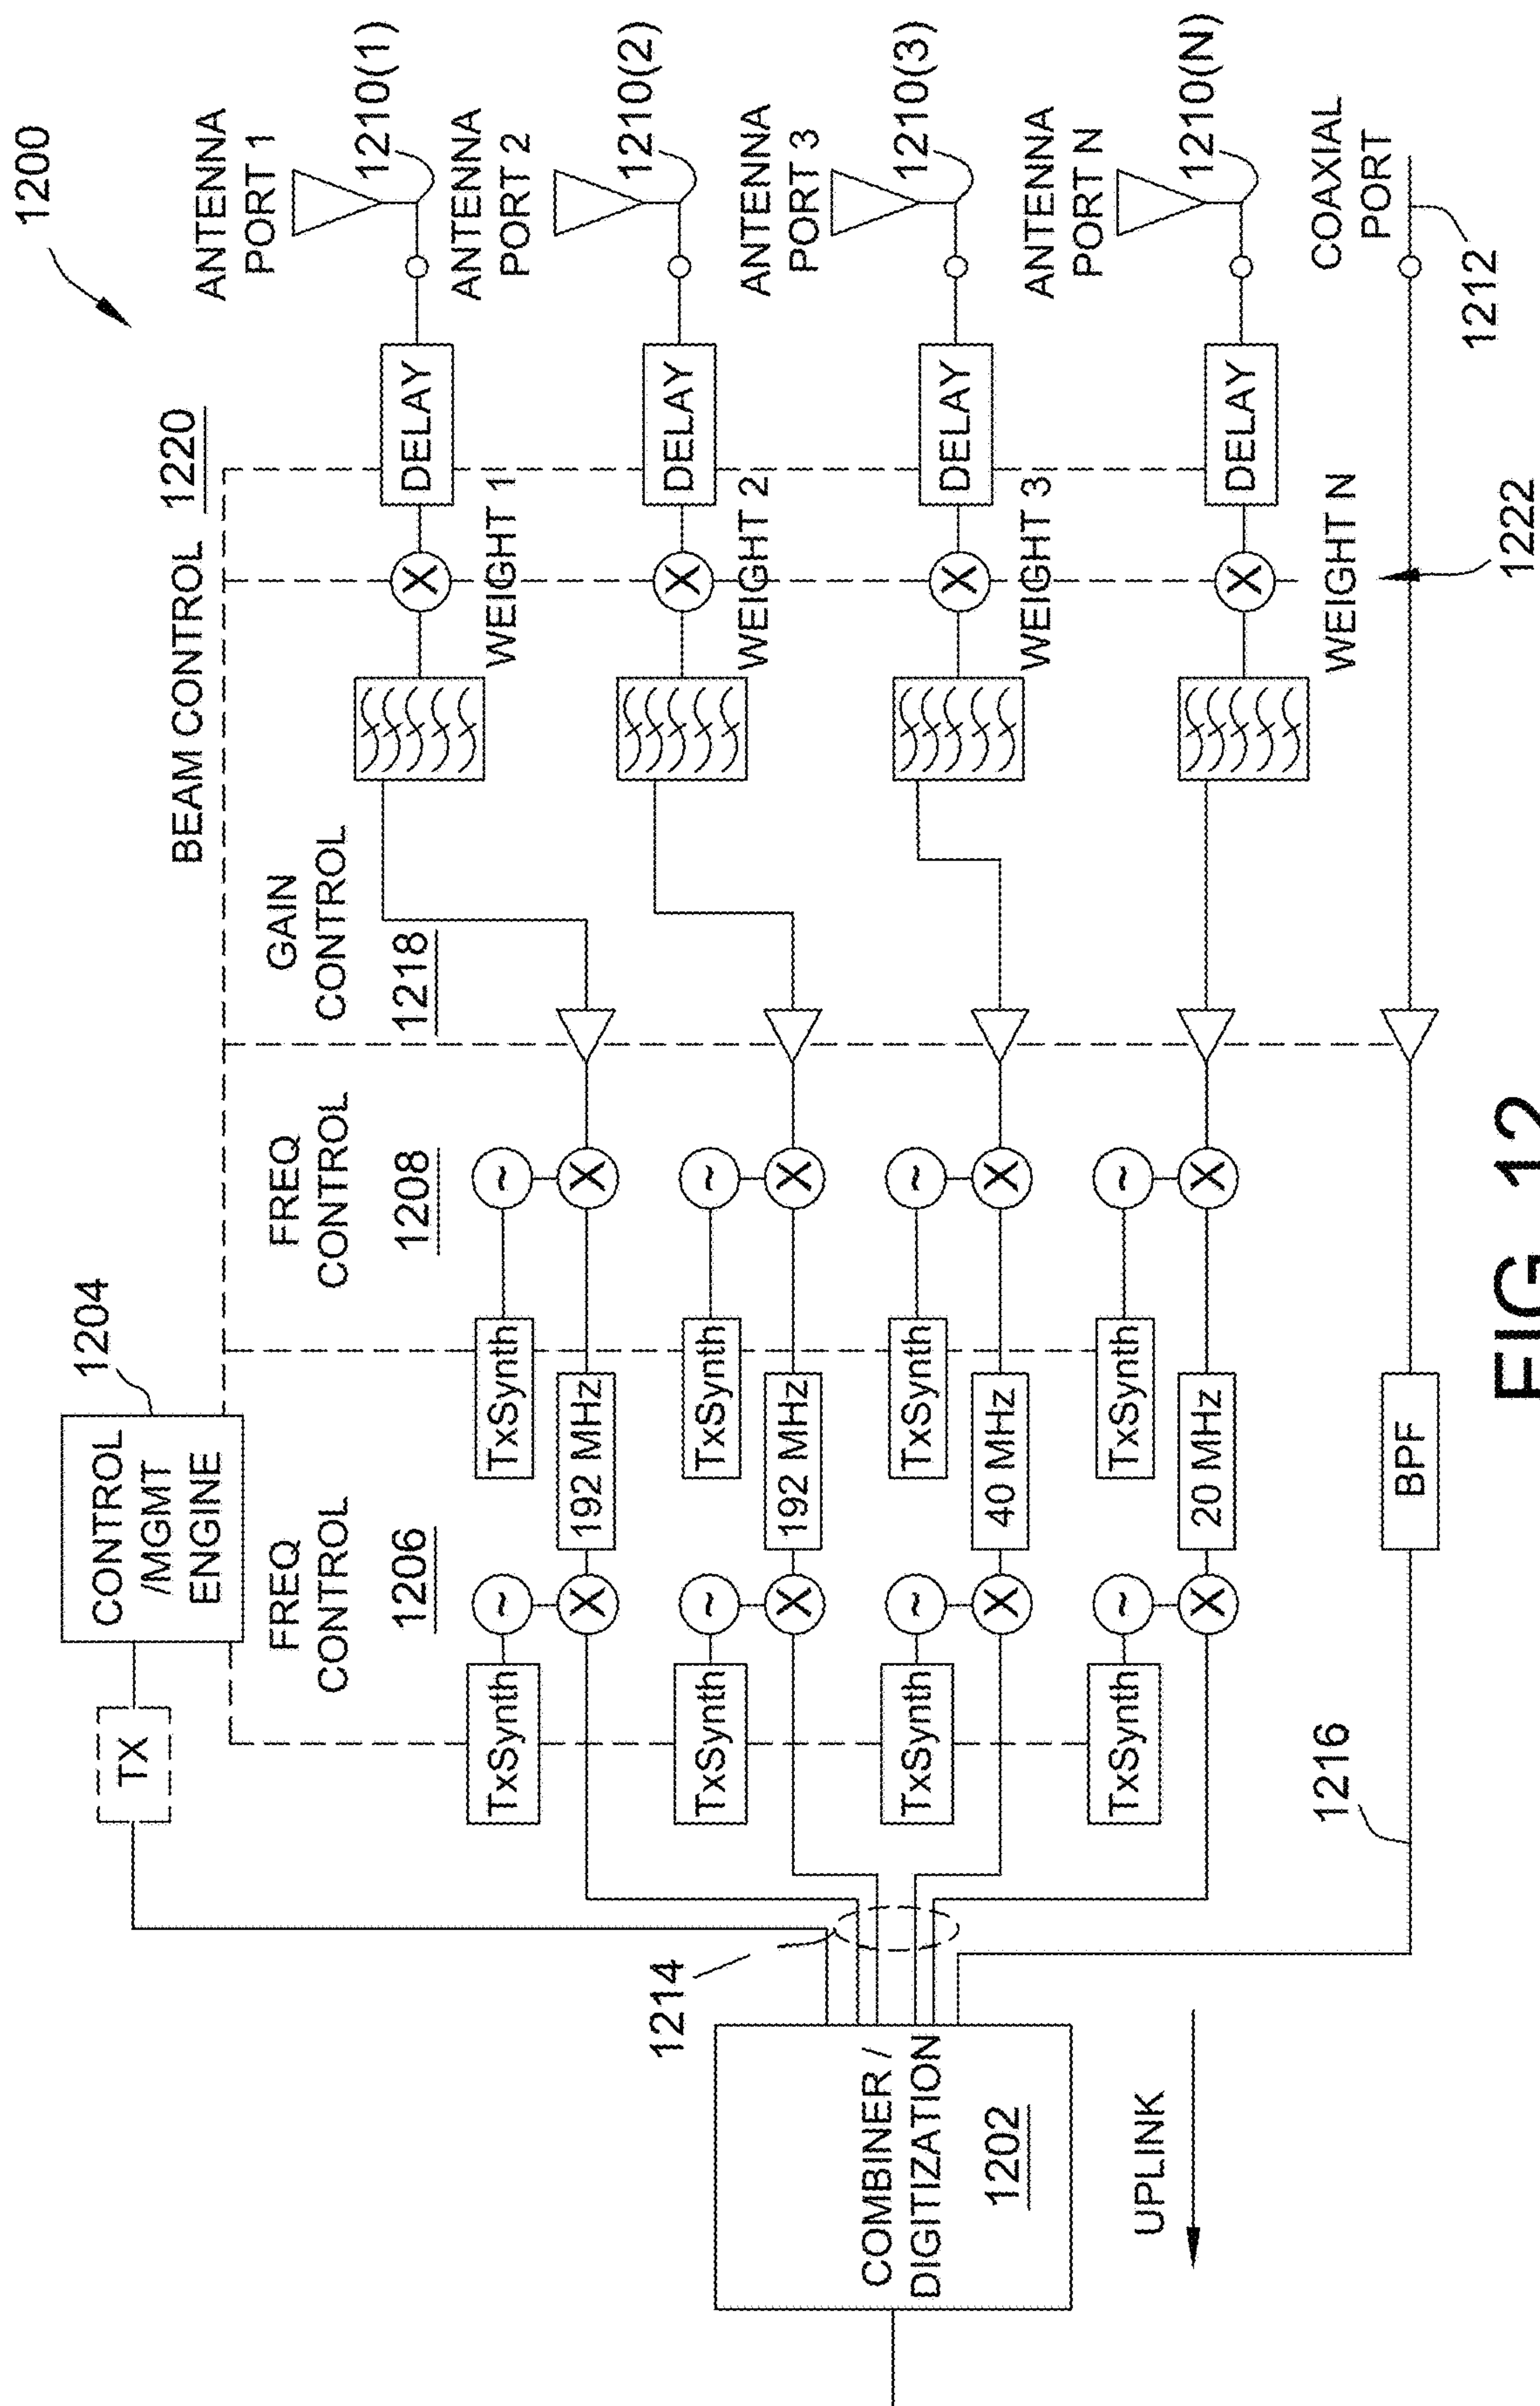 1200
ANTENNA
PORT 1
1210(1)
ANTENNA
PORT 2
1210(2)
ANTENNA
PORT 3
1210(3)
ANTENNA
PORT N
1210(N)
COAXIAL
PORT
1212
BEAM CONTROL 1220
DELAY
DELAY
DELAY
DELAY
X
X
X
X
WEIGHT 1
WEIGHT 2
WEIGHT 3
WEIGHT N
1222
GAIN
CONTROL
1218
FREQ
CONTROL
1208
~
~
~
~
X
X
X
X
TxSynth
TxSynth
TxSynth
TxSynth
192 MHz
192 MHz
40 MHz
20 MHz
BPF
1204
CONTROL
/MGMT
ENGINE
FREQ
CONTROL
1206
~
~
~
~
X
X
X
X
TxSynth
TxSynth
TxSynth
TxSynth
TX
1216
1214
COMBINER /
DIGITIZATION
1202
UPLINK
FIG. 12